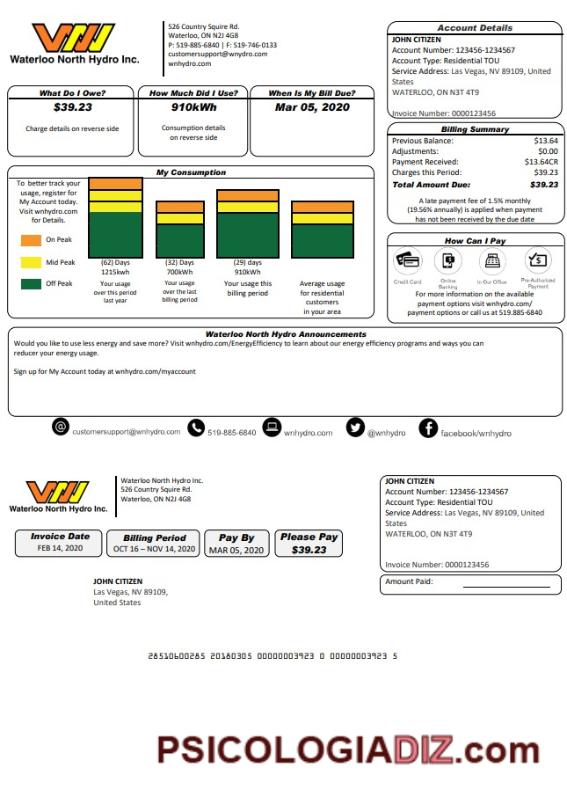 Waterloo North Hydro Inc.
526 Country Squire Rd.
Waterloo, ON N2J 4G8
P: 519-885-6840 | F: 519-746-0133
customersupport@wnhydro.com
wnhydro.com
Account Details
JOHN CITIZEN
Account Number: 123456-1234567
Account Type: Residential TOU
Service Address: Las Vegas, NV 89109, United
States
WATERLOO, ON N3T 4T9
Invoice Number: 0000123456
What Do I Owe?
$39.23
Charge details on reverse side
How Much Did I Use?
910kWh
Consumption details
on reverse side
When Is My Bill Due?
Mar 05, 2020
Billing Summary
Previous Balance: $13.64
Adjustments: $0.00
Payment Received: $13.64CR
Charges this Period: $39.23
Total Amount Due: $39.23
A late payment fee of 1.5% monthly
(19.56% annually) is applied when payment
has not been received by the due date
My Consumption
To better track your
usage, register for
My Account today.
Visit wnhydro.com
for Details.
On Peak
Mid Peak
Off Peak
(62) Days
1215kwh
Your usage
over this period
last year
(32) Days
700kWh
Your usage
over the last
billing period
(29) days
910kWh
Your usage this
billing period
Average usage
for residential
customers
in your area
How Can I Pay
Credit Card
Online
Banking
In Our Office
Pre-Authorized
Payment
For more information on the available
payment options visit wnhydro.com/
payment options or call us at 519.885-6840
Waterloo North Hydro Announcements
Would you like to use less energy and save more? Visit wnhydro.com/EnergyEfficiency to learn about our energy efficiency programs and ways you can
reducer your energy usage.
Sign up for My Account today at wnhydro.com/myaccount
customersupport@wnhydro.com 519-885-6840 wnhydro.com @wnhydro facebook/wnhydro
Waterloo North Hydro Inc.
Waterloo North Hydro Inc.
526 Country Squire Rd.
Waterloo, ON N2J 4G8
JOHN CITIZEN
Account Number: 123456-1234567
Account Type: Residential TOU
Service Address: Las Vegas, NV 89109, United
States
WATERLOO, ON N3T 4T9
Invoice Number: 0000123456
Invoice Date
FEB 14, 2020
Billing Period
OCT 16 – NOV 14, 2020
Pay By
MAR 05, 2020
Please Pay
$39.23
Amount Paid:
JOHN CITIZEN
Las Vegas, NV 89109,
United States
28510600285 20180305 00000003923 0 00000003923 5
PSICOLOGIADIZ.com